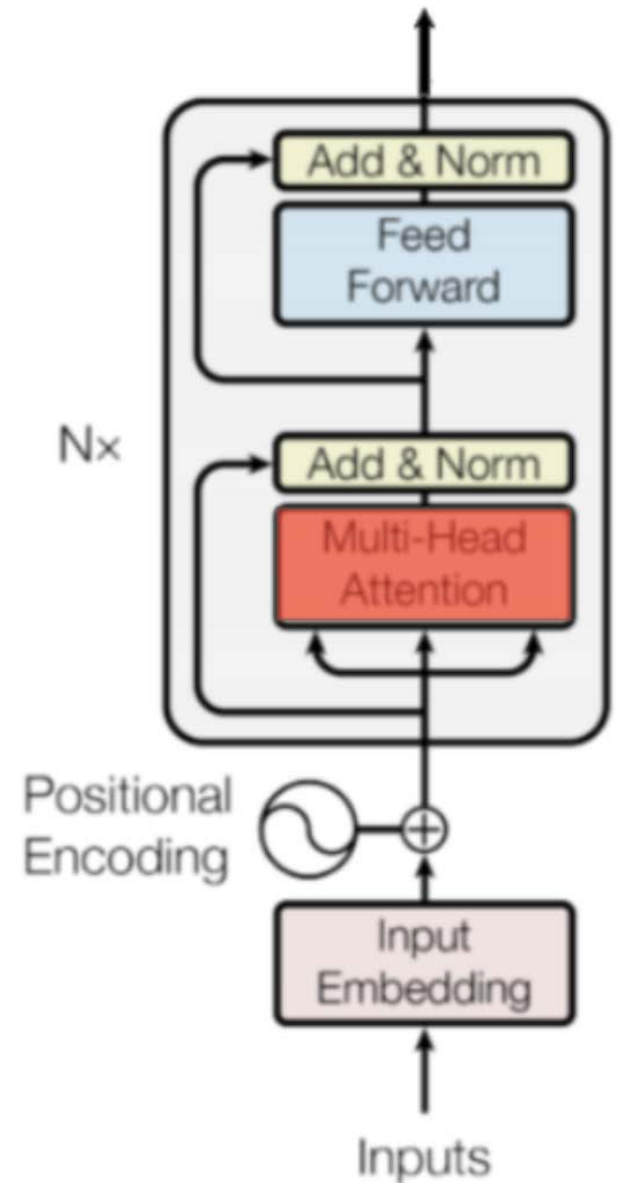 Add & Norm
Feed
Forward
Nx
Add & Norm
Multi-Head
Attention
Positional
Encoding
Input
Embedding
Inputs